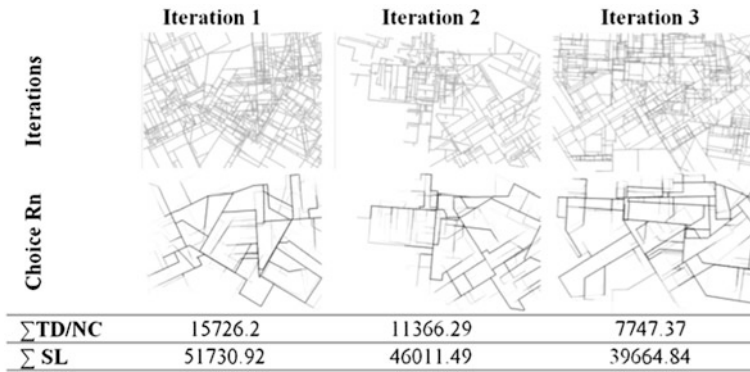 Iteration 1 Iteration 2 Iteration 3
Iterations
Choice Rn
∑TD/NC 15726.2 11366.29 7747.37
∑ SL 51730.92 46011.49 39664.84